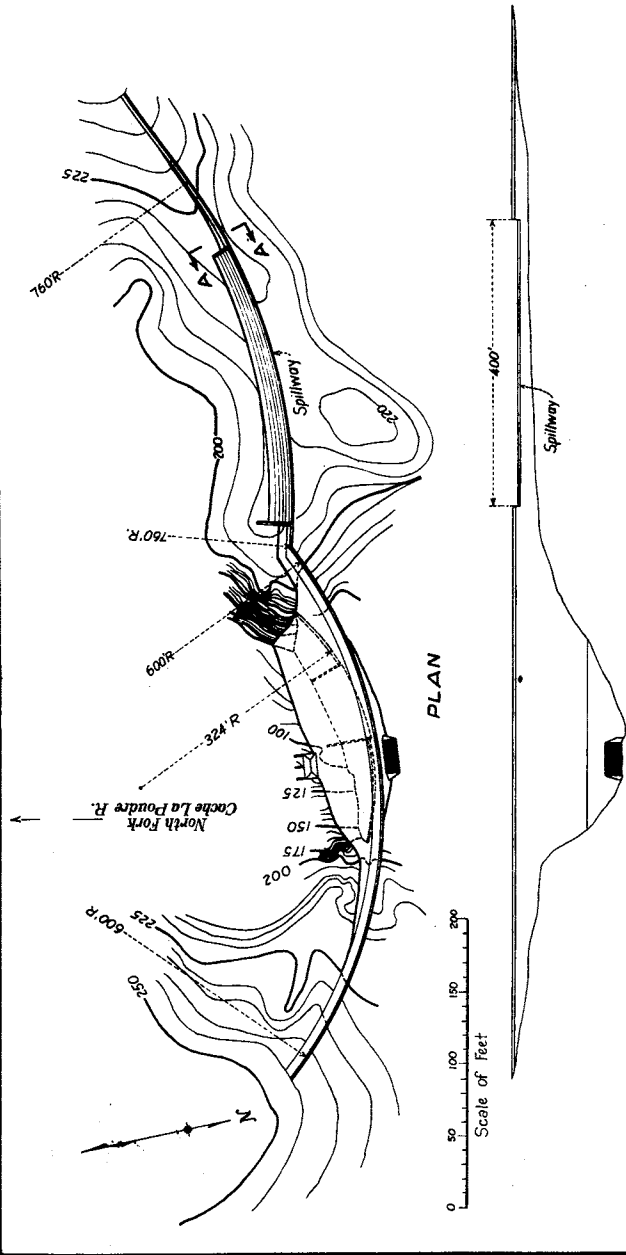 225
760'R
A
A
Spillway
220
200
760'R.
600'R
324' R
100
125
150
175
200
North Fork
Cache La Poudre R.
225
600'R
250
N
PLAN
0 50 100 150 200
Scale of Feet
400'
Spillway